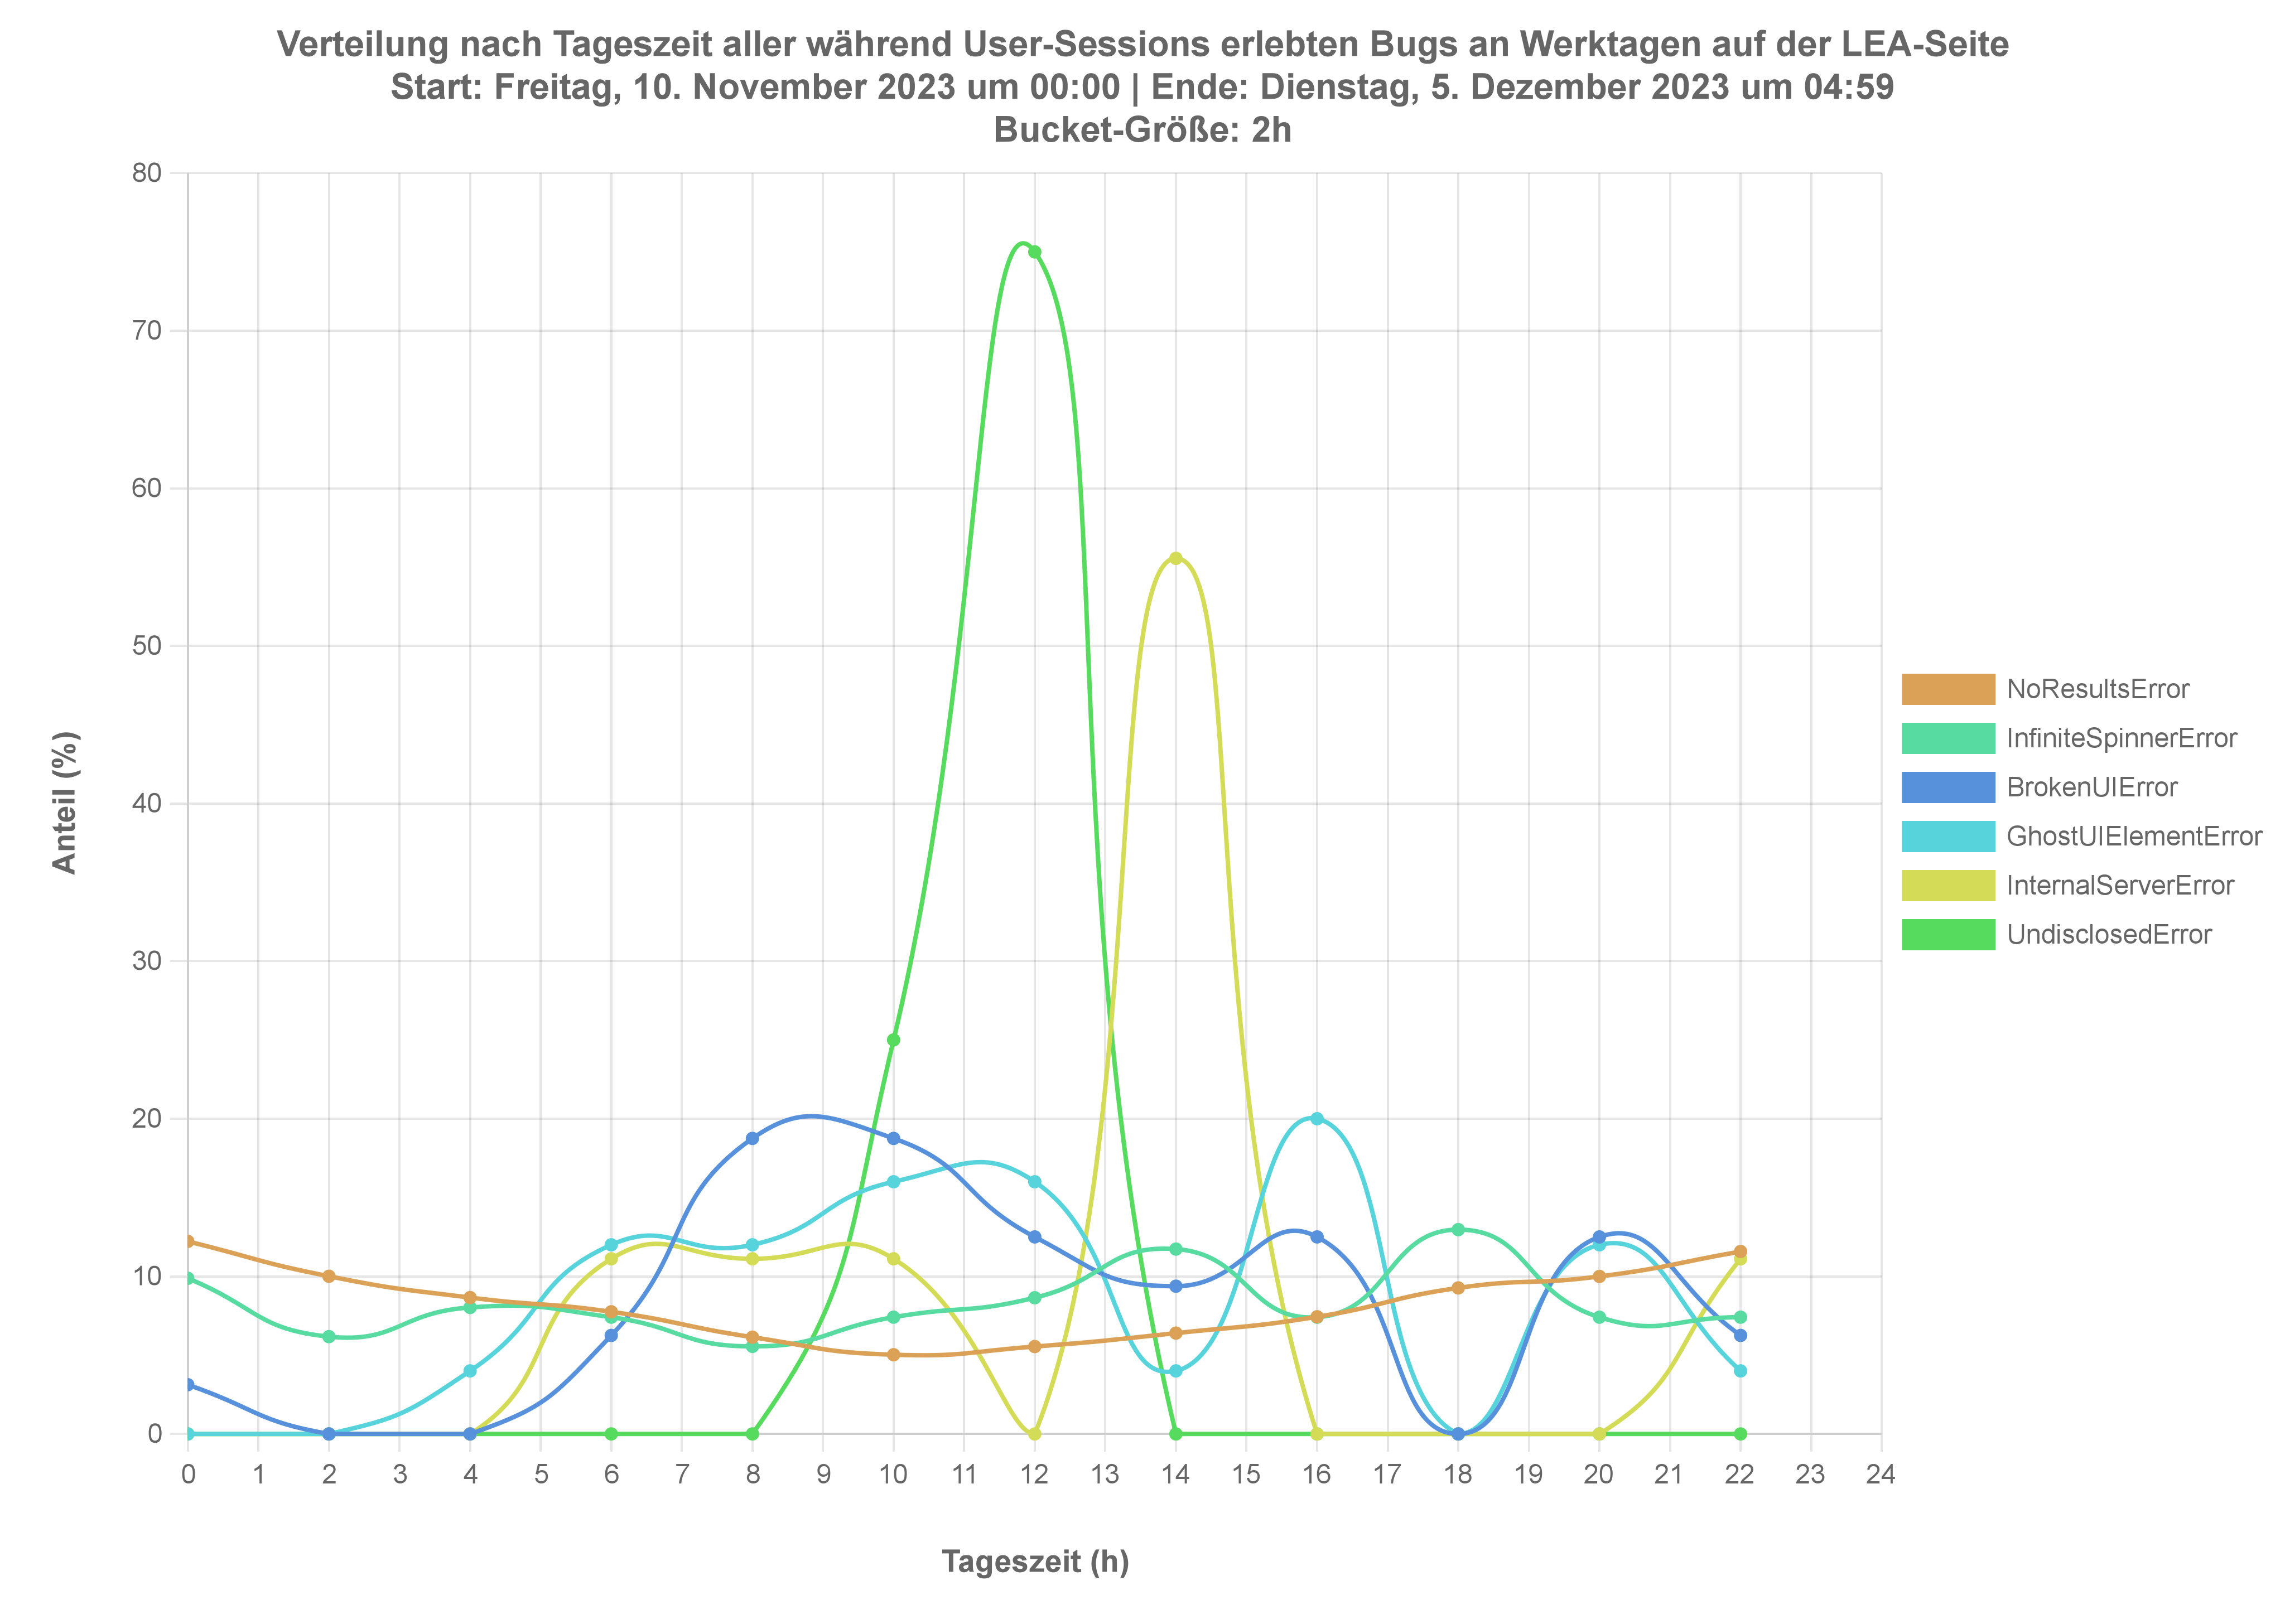 Verteilung nach Tageszeit aller während User-Sessions erlebten Bugs an Werktagen auf der LEA-Seite
Start: Freitag, 10. November 2023 um 00:00 | Ende: Dienstag, 5. Dezember 2023 um 04:59
Bucket-Größe: 2h
80
70
60
50
40
30
20
10
0
Anteil (%)
0 1 2 3 4 5 6 7 8 9 10 11 12 13 14 15 16 17 18 19 20 21 22 23 24
Tageszeit (h)
NoResultsError
InfiniteSpinnerError
BrokenUIError
GhostUIElementError
InternalServerError
UndisclosedError